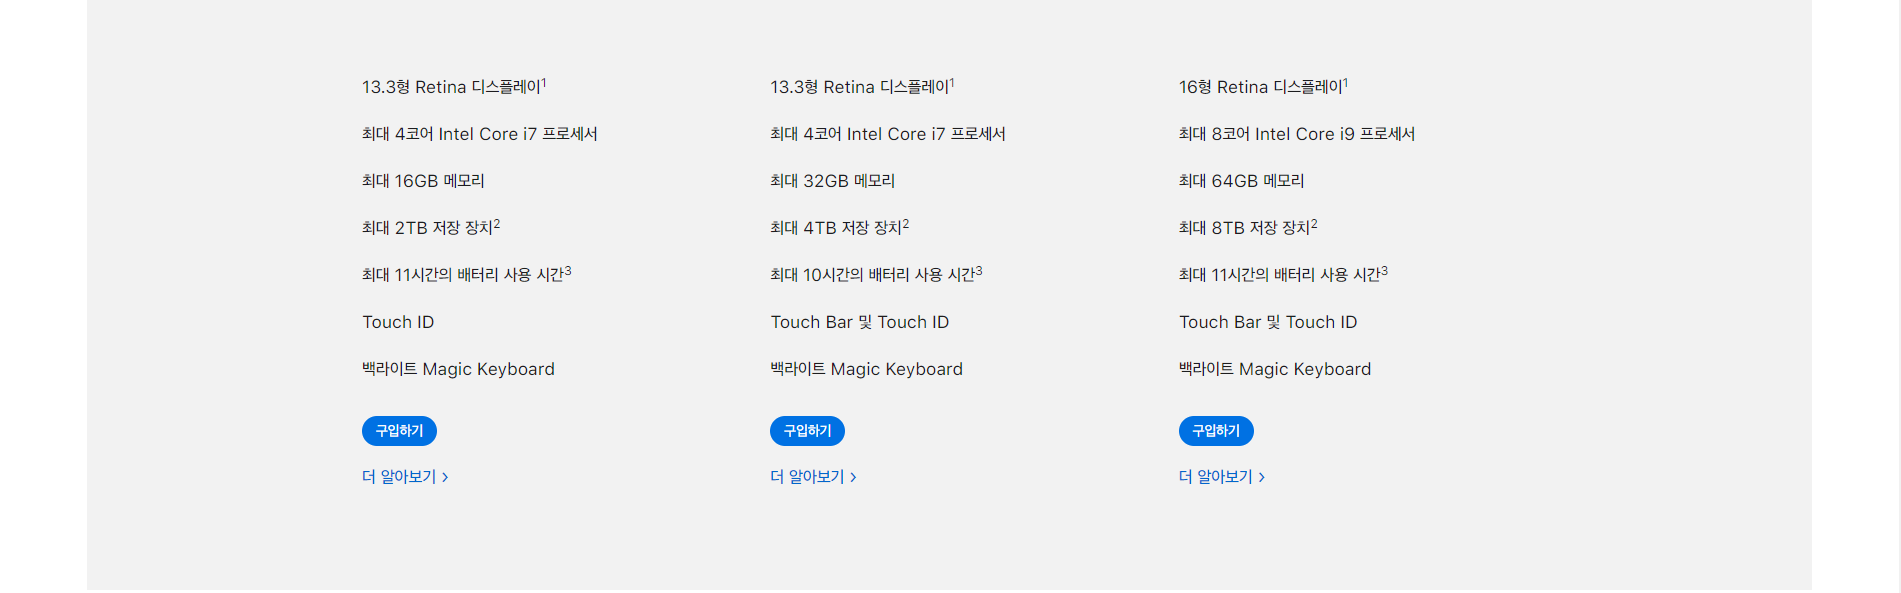 13.3형 Retina 디스플레이1
최대 4코어 Intel Core i7 프로세서
최대 16GB 메모리
최대 2TB 저장 장치2
최대 11시간의 배터리 사용 시간3
Touch ID
백라이트 Magic Keyboard
구입하기
더 알아보기 >
13.3형 Retina 디스플레이1
최대 4코어 Intel Core i7 프로세서
최대 32GB 메모리
최대 4TB 저장 장치2
최대 10시간의 배터리 사용 시간3
Touch Bar 및 Touch ID
백라이트 Magic Keyboard
구입하기
더 알아보기 >
16형 Retina 디스플레이1
최대 8코어 Intel Core i9 프로세서
최대 64GB 메모리
최대 8TB 저장 장치2
최대 11시간의 배터리 사용 시간3
Touch Bar 및 Touch ID
백라이트 Magic Keyboard
구입하기
더 알아보기 >